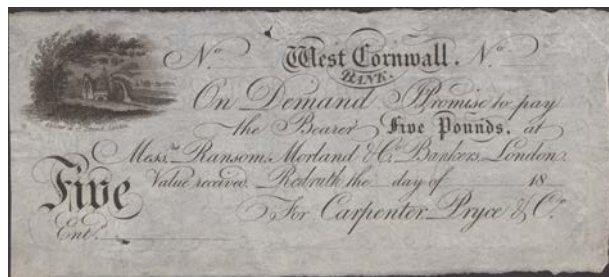 No. West Cornwall. No.
BANK.
On Demand I Promise to pay
the Bearer Five Pounds. at
Messrs. Ransom, Morland & Co. Bankers, London.
Value received. Redruth the day of 18
Five For Carpenter, Pryce & Co.
Entd.